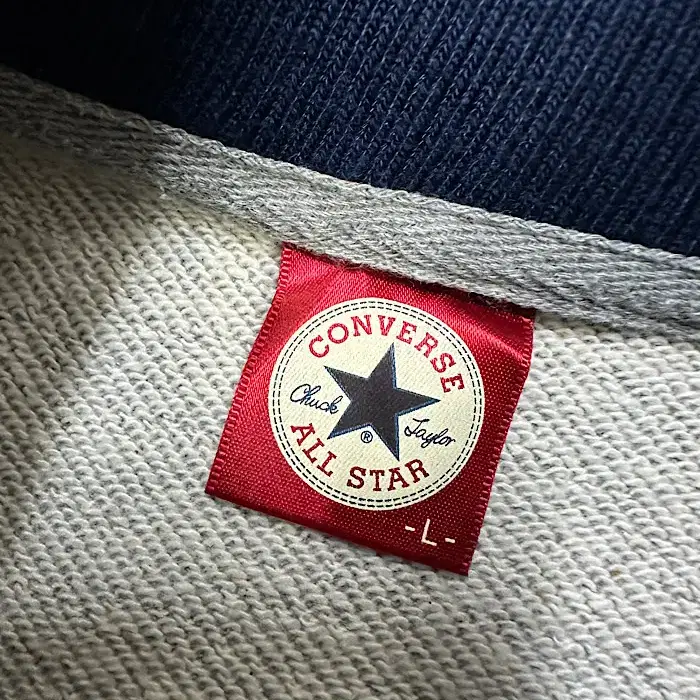 CONVERSE
Chuck Taylor
®
ALL STAR
-L-